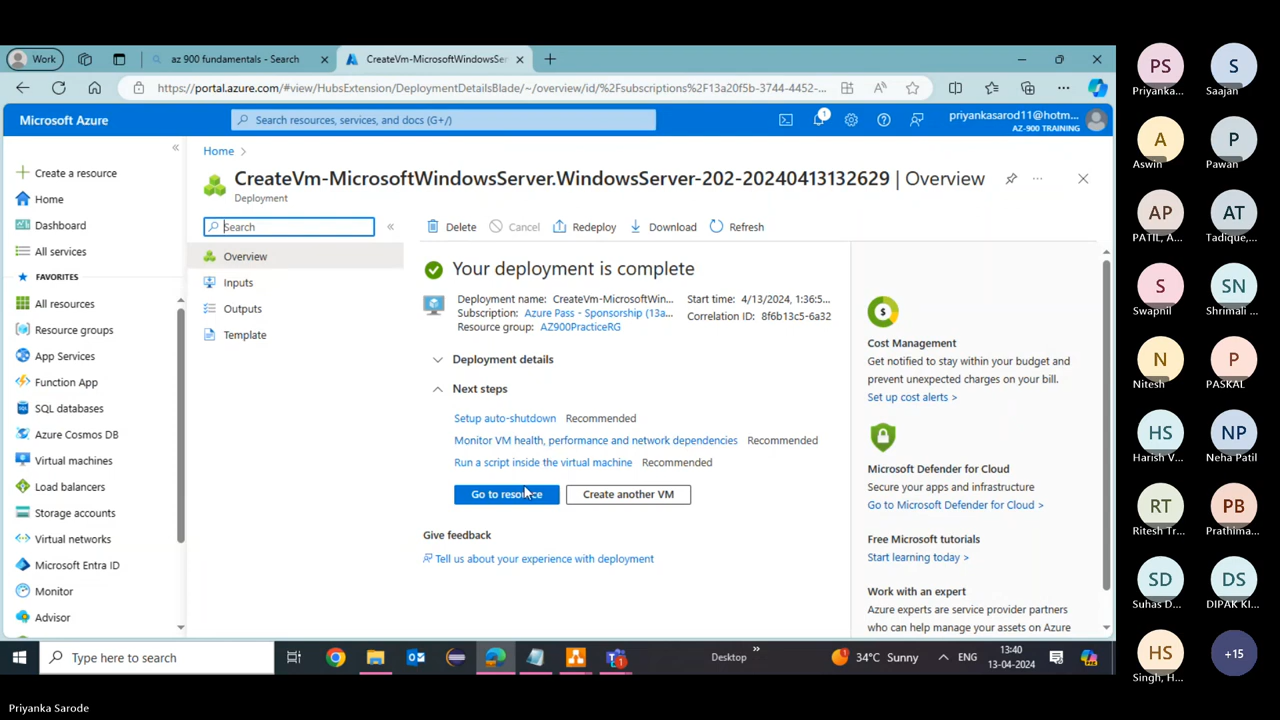 Work
az 900 fundamentals - Search
CreateVm-MicrosoftWindowsSer
https://portal.azure.com/#view/HubsExtension/DeploymentDetailsBlade/~/overview/id/%2Fsubscriptions%2F13a20f5b-3744-4452-...
Microsoft Azure
Search resources, services, and docs (G+/)
1
priyankasarod11@hotm...
AZ-900 TRAINING
Create a resource
Home
Dashboard
All services
FAVORITES
All resources
Resource groups
App Services
Function App
SQL databases
Azure Cosmos DB
Virtual machines
Load balancers
Storage accounts
Virtual networks
Microsoft Entra ID
Monitor
Advisor
Home
CreateVm-MicrosoftWindowsServer.WindowsServer-202-20240413132629 | Overview
Deployment
Search
Overview
Inputs
Outputs
Template
Delete
Cancel
Redeploy
Download
Refresh
Your deployment is complete
Deployment name: CreateVm-MicrosoftWin...
Subscription: Azure Pass - Sponsorship (13a...
Resource group: AZ900PracticeRG
Start time: 4/13/2024, 1:36:5...
Correlation ID: 8f6b13c5-6a32
Deployment details
Next steps
Setup auto-shutdown Recommended
Monitor VM health, performance and network dependencies Recommended
Run a script inside the virtual machine Recommended
Go to resource
Create another VM
Give feedback
Tell us about your experience with deployment
Cost Management
Get notified to stay within your budget and
prevent unexpected charges on your bill.
Set up cost alerts >
Microsoft Defender for Cloud
Secure your apps and infrastructure
Go to Microsoft Defender for Cloud >
Free Microsoft tutorials
Start learning today >
Work with an expert
Azure experts are service provider partners
who can help manage your assets on Azure
Type here to search
1
Desktop
34°C Sunny
ENG
13:40
13-04-2024
PS
Priyanka...
S
Saajan
A
Aswin
P
Pawan
AP
PATIL, A...
AT
Tadique,...
S
Swapnil
SN
Shrimali ...
N
Nitesh
P
PASKAL
HS
Harish V...
NP
Neha Patil
RT
Ritesh Tr...
PB
Prathima...
SD
Suhas D...
DS
DIPAK KI...
HS
Singh, H...
+15
Priyanka Sarode